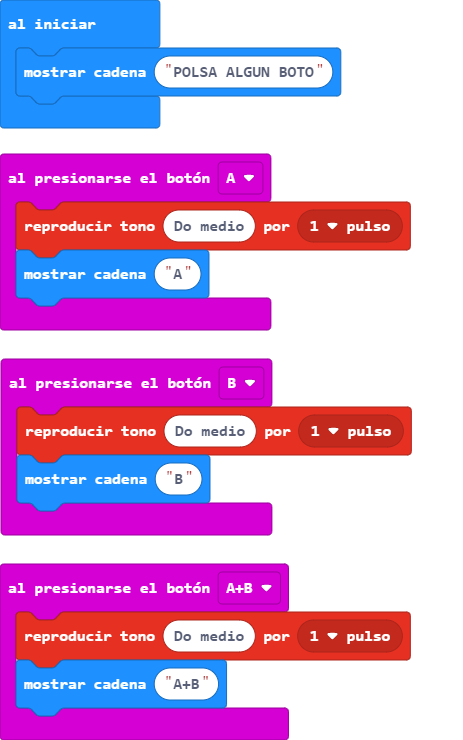 al iniciar
mostrar cadena "POLSA ALGUN BOTO"
al presionarse el botón A
reproducir tono Do medio por 1 pulso
mostrar cadena "A"
al presionarse el botón B
reproducir tono Do medio por 1 pulso
mostrar cadena "B"
al presionarse el botón A+B
reproducir tono Do medio por 1 pulso
mostrar cadena "A+B"